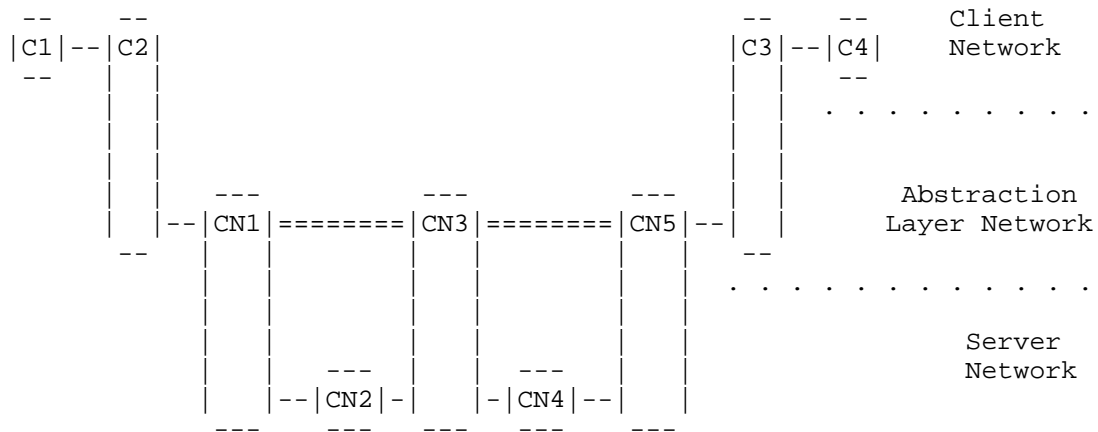 --     --                                      --    --       Client
|C1|--|C2|                                    |C3|--|C4|     Network
 --   |  |                                    |  |   --
      |  |                                    |  |  . . . . . . . . .
      |  |                                    |  |
      |  |                                    |  |
      |  |   ---          ---          ---    |  |      Abstraction
      |  |--|CN1|========|CN3|========|CN5|--|  |     Layer Network
       --   |   |        |   |        |   |   --
            |   |        |   |        |   |  . . . . . . . . . . . .
            |   |        |   |        |   |
            |   |        |   |        |   |               Server
            |   |  ---   |   |  ---   |   |               Network
            |   |--|CN2|-|   |-|CN4|--|   |
             ---   ---    ---   ---    ---